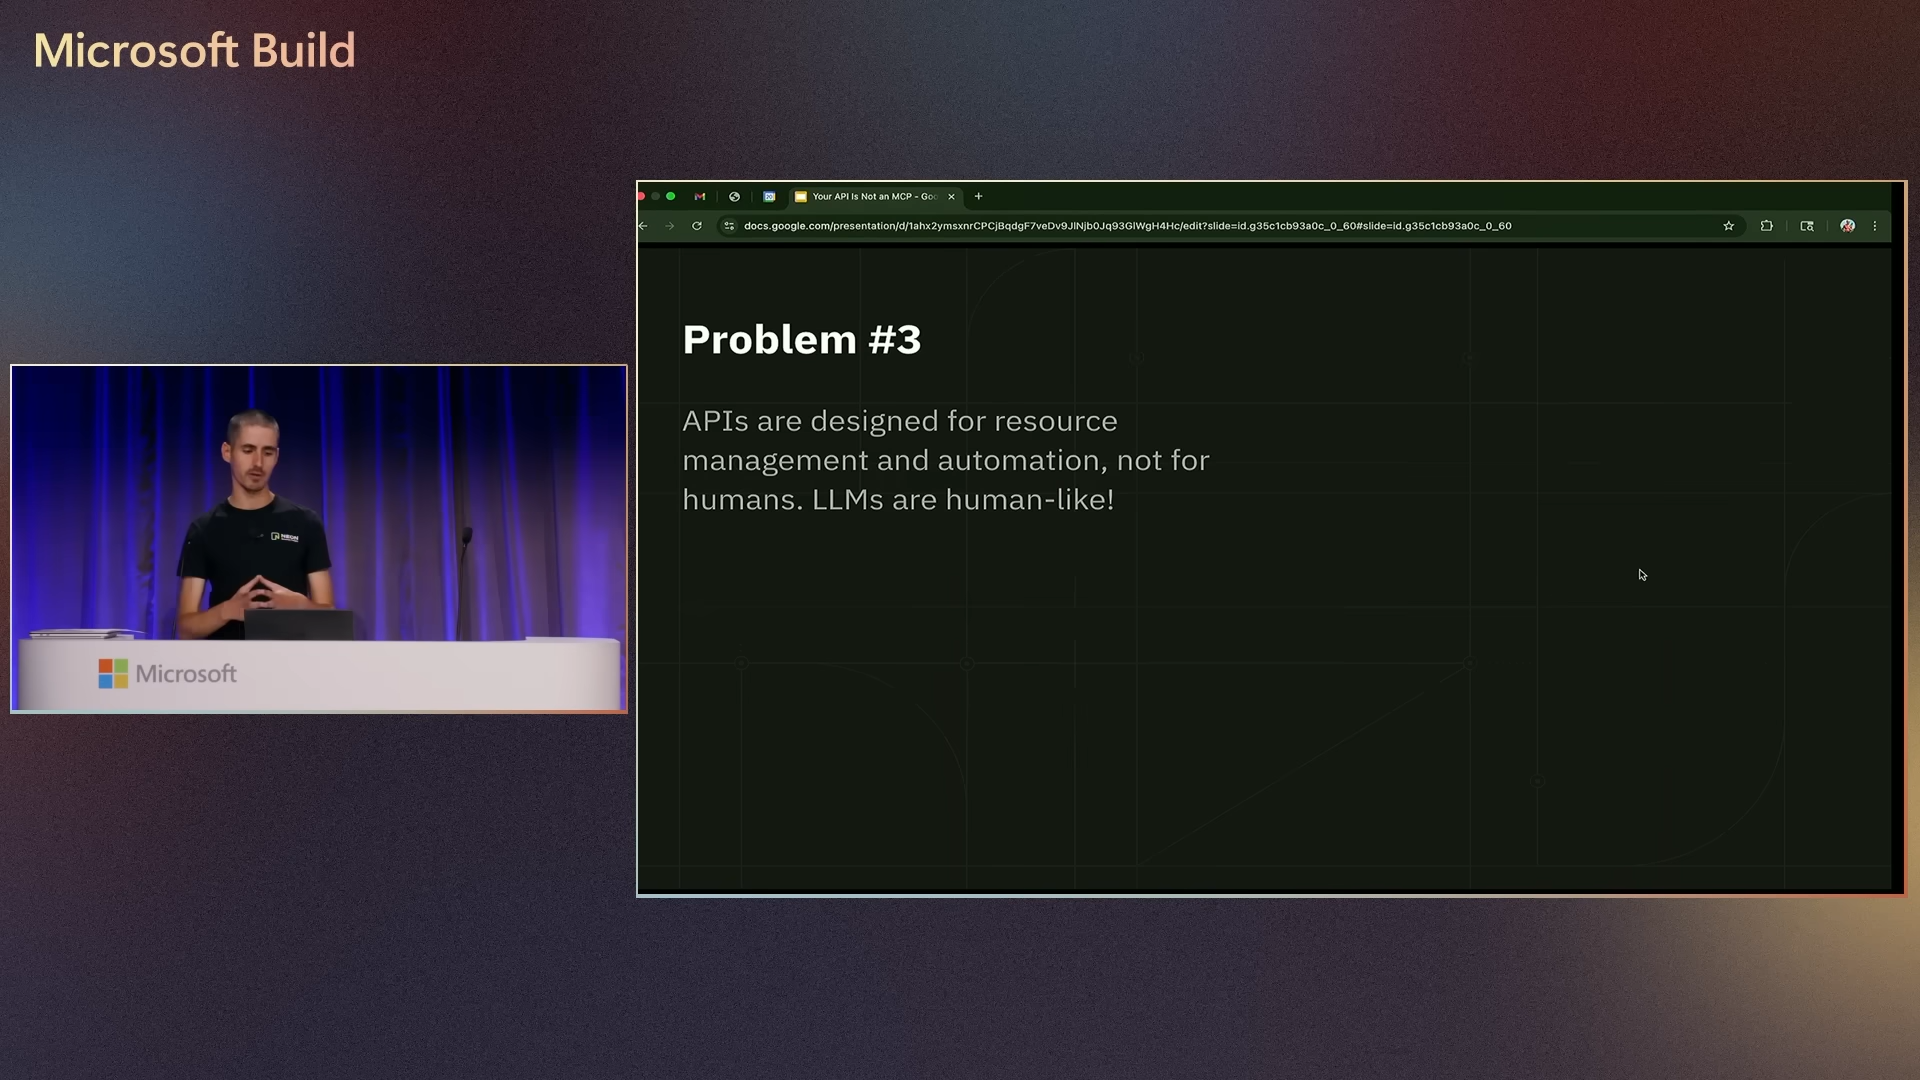 Microsoft Build
Your API Is Not an MCP - Goo
docs.google.com/presentation/d/1ahx2ymsxnrCPCjBqdgF7veDv9JlNjb0Jq93GlWgH4Hc/edit?slide=id.g35c1cb93a0c_0_60#slide=id.g35c1cb93a0c_0_60
Problem #3
APIs are designed for resource
management and automation, not for
humans. LLMs are human-like!
NEON
Microsoft